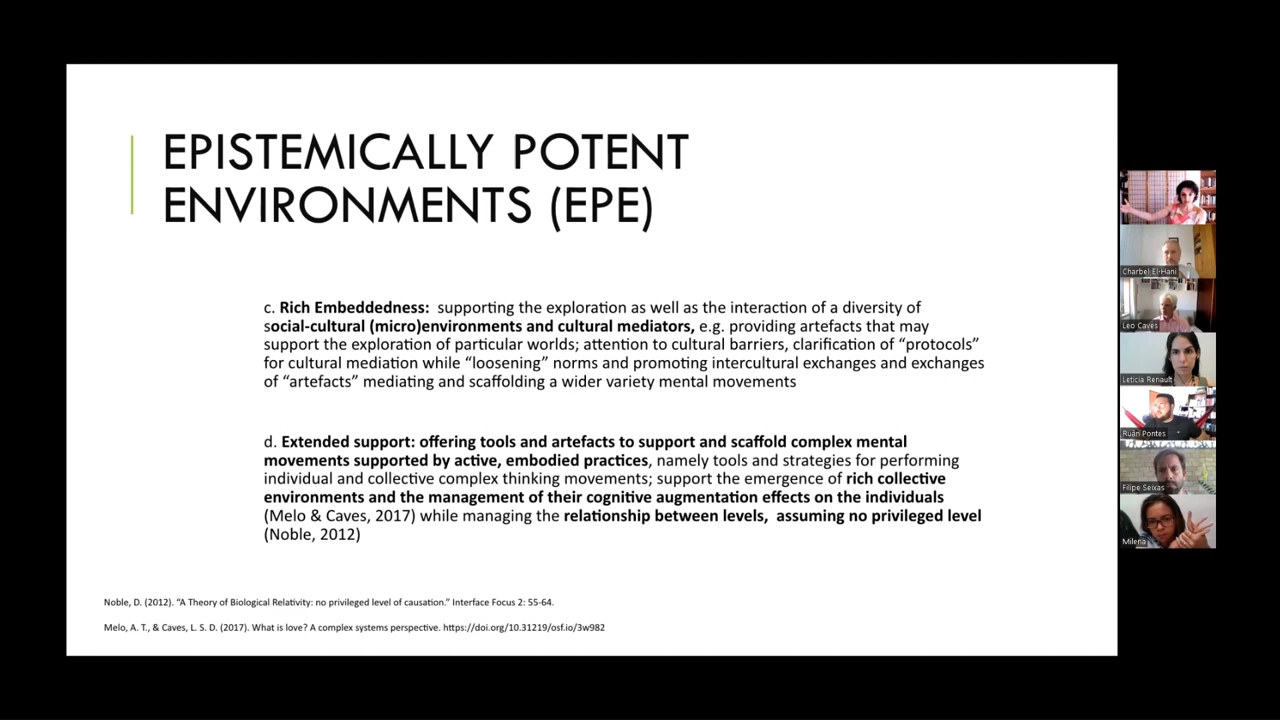 EPISTEMICALLY POTENT
ENVIRONMENTS (EPE)
c. Rich Embeddedness: supporting the exploration as well as the interaction of a diversity of
social-cultural (micro)environments and cultural mediators, e.g. providing artefacts that may
support the exploration of particular worlds; attention to cultural barriers, clarification of “protocols”
for cultural mediation while “loosening” norms and promoting intercultural exchanges and exchanges
of “artefacts” mediating and scaffolding a wider variety mental movements
d. Extended support: offering tools and artefacts to support and scaffold complex mental
movements supported by active, embodied practices, namely tools and strategies for performing
individual and collective complex thinking movements; support the emergence of rich collective
environments and the management of their cognitive augmentation effects on the individuals
(Melo & Caves, 2017) while managing the relationship between levels, assuming no privileged level
(Noble, 2012)
Noble, D. (2012). “A Theory of Biological Relativity: no privileged level of causation.” Interface Focus 2: 55-64.
Melo, A. T., & Caves, L. S. D. (2017). What is love? A complex systems perspective. https://doi.org/10.31219/osf.io/3w982
Charbel El-Hani
Leo Caves
Leticia Renault
Ruân Pontes
Filipe Seixas
Milena